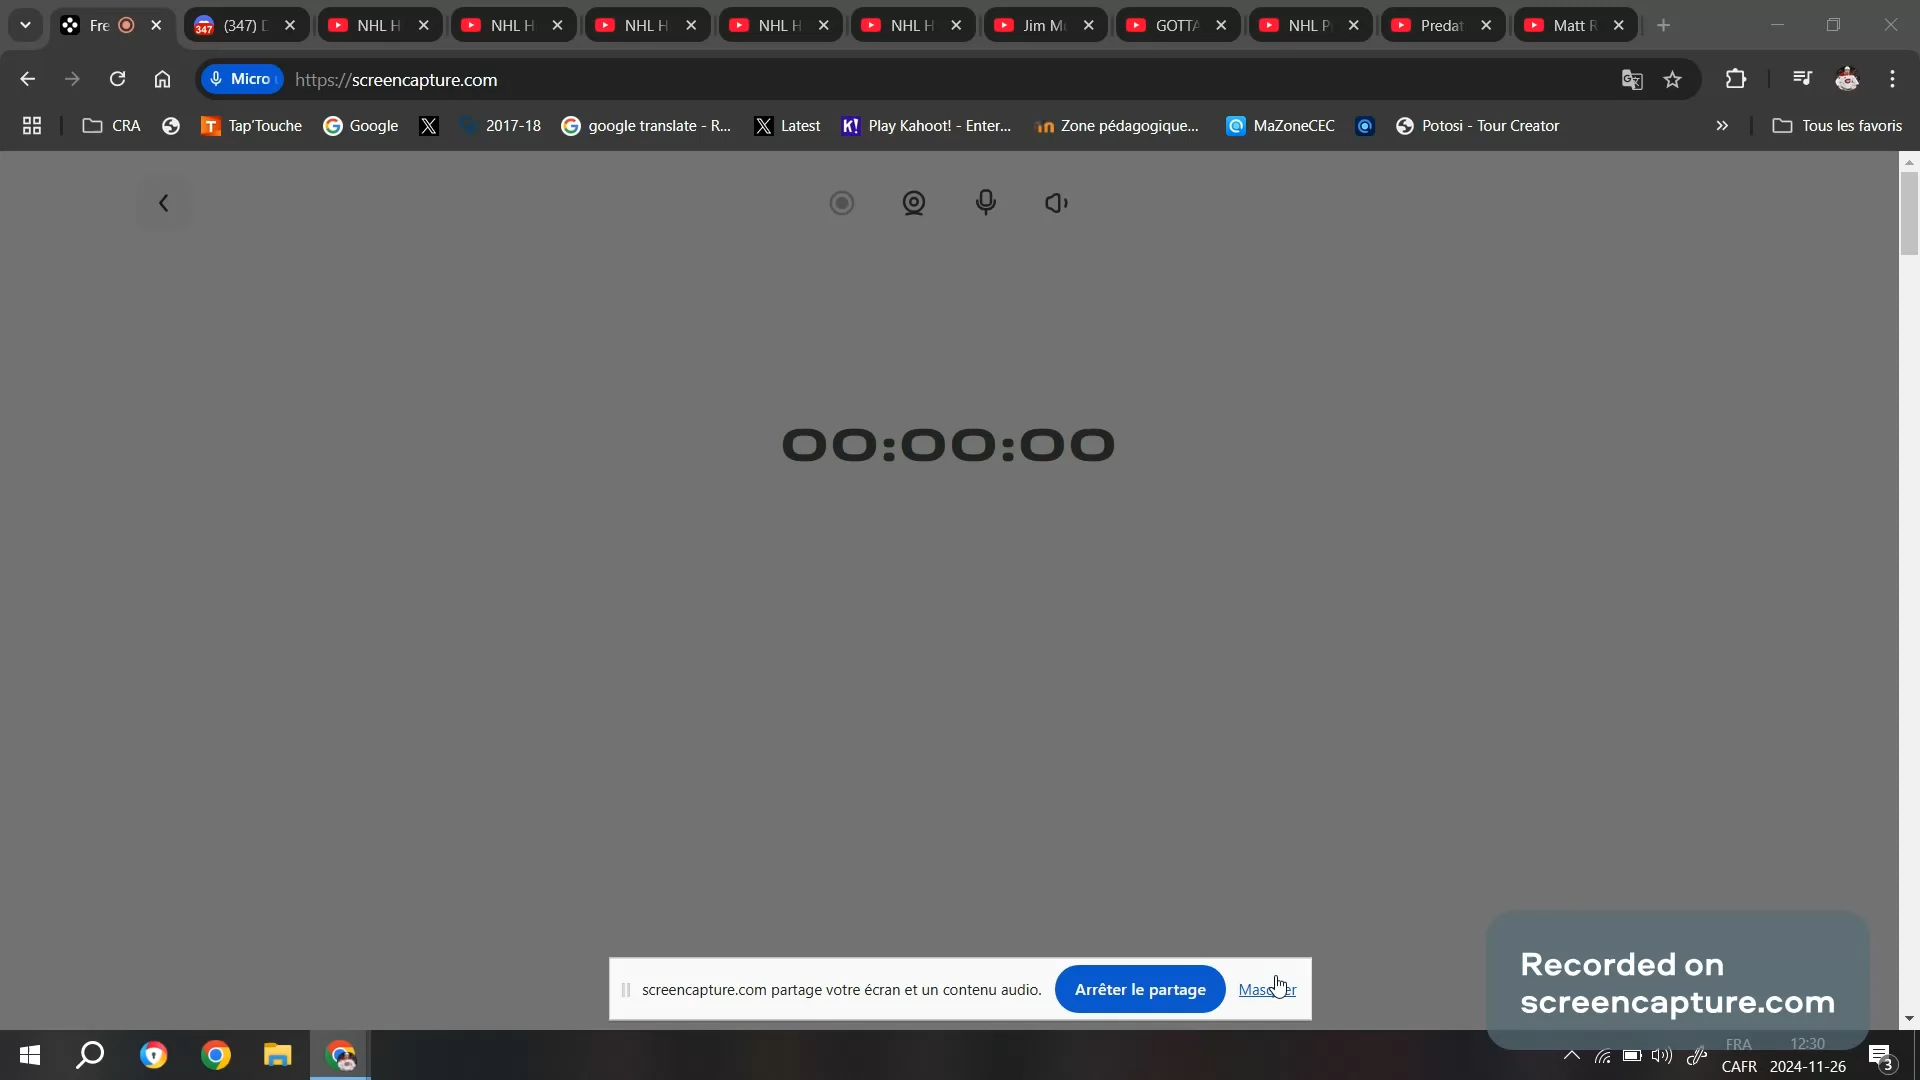 Fre
(347)
NHL H
NHL H
NHL H
NHL H
NHL H
Jim M
GOTTA
NHL P
Predat
Matt R
Micro
https://screencapture.com
CRA
Tap'Touche
Google
2017-18
google translate - R...
Latest
Play Kahoot! - Enter...
Zone pédagogique...
MaZoneCEC
Potosi - Tour Creator
Tous les favoris
00:00:00
screencapture.com partage votre écran et un contenu audio.
Arrêter le partage
Recorded on
screencapture.com
FRA
12:30
CAFR
2024-11-26
3